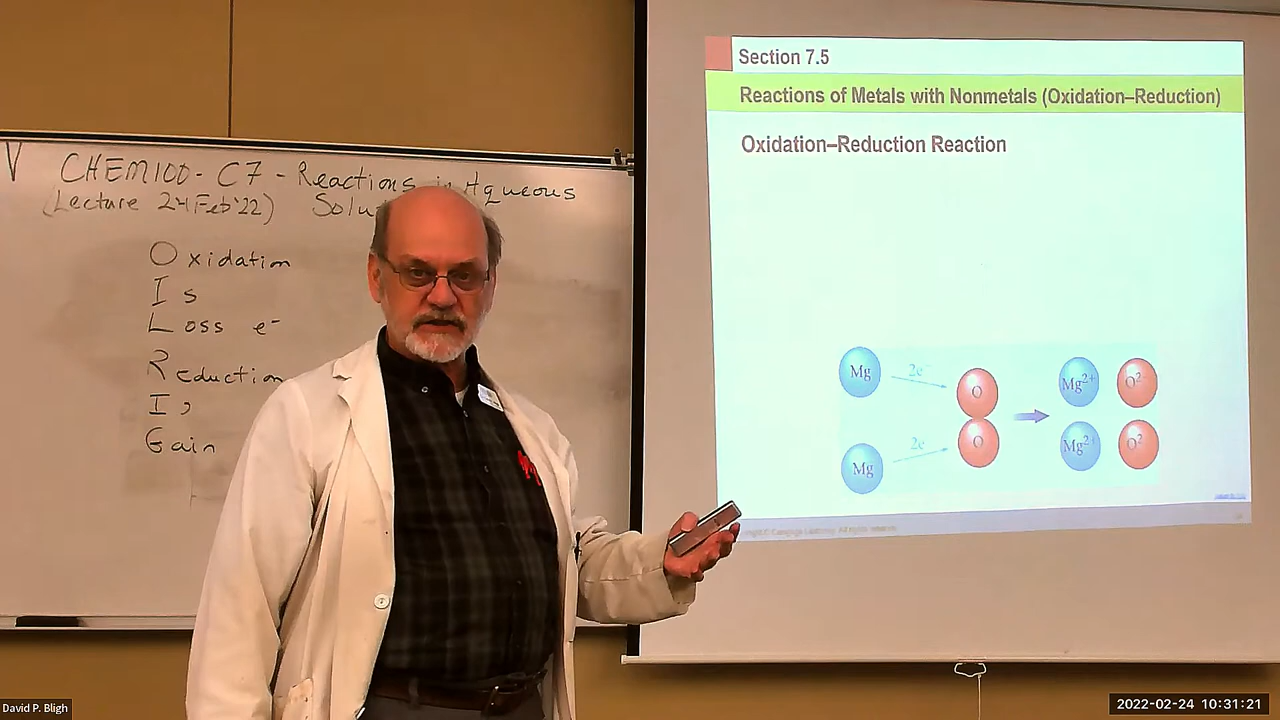 V CHEM100 - C7 - Reactions in Aqueous
(Lecture 24 Feb '22) Solu
Oxidation
Is
Loss e⁻
Reduction
Is
Gain
Section 7.5
Reactions of Metals with Nonmetals (Oxidation–Reduction)
Oxidation–Reduction Reaction
Mg 2e⁻ O Mg²⁺ O²
Mg 2e O Mg²⁺ O²
David P. Bligh
2022-02-24 10:31:21